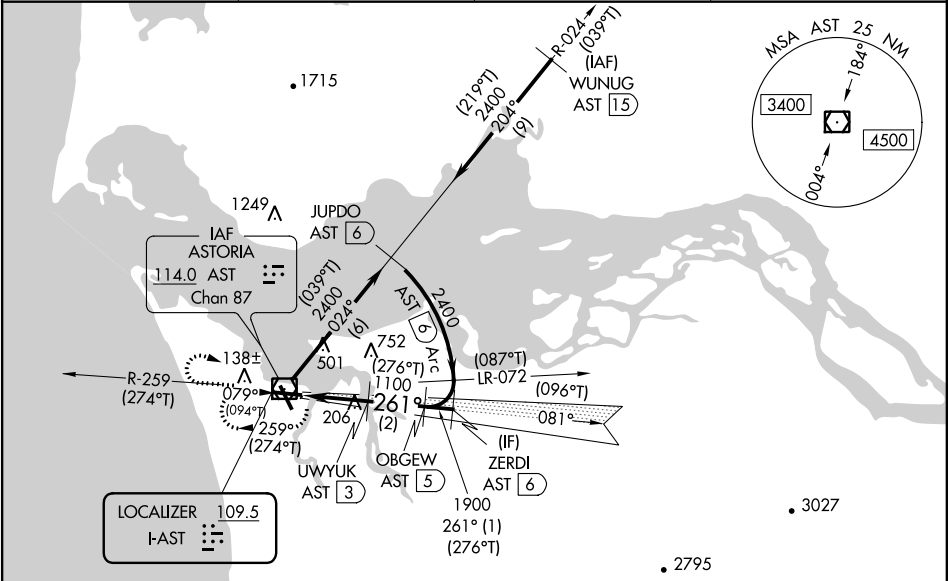 R-024
(039°T)
(IAF)
WUNUG
AST 15
(219°T)
2400
204°
(9)
MSA AST 25 NM
184°
3400
4500
004°
1715
1249
JUPDO
AST 6
IAF
ASTORIA
114.0 AST
Chan 87
(039°T)
2400
024°
(6)
2400
AST 6 Arc
752
501
138±
(276°T)
1100
261°
(2)
(087°T)
LR-072
(096°T)
081°
R-259
(274°T)
079°
(094°T)
259°
(274°T)
206
UWYUK
AST 3
OBGEW
AST 5
(IF)
ZERDI
AST 6
1900
261° (1)
(276°T)
LOCALIZER 109.5
I-AST
3027
2795